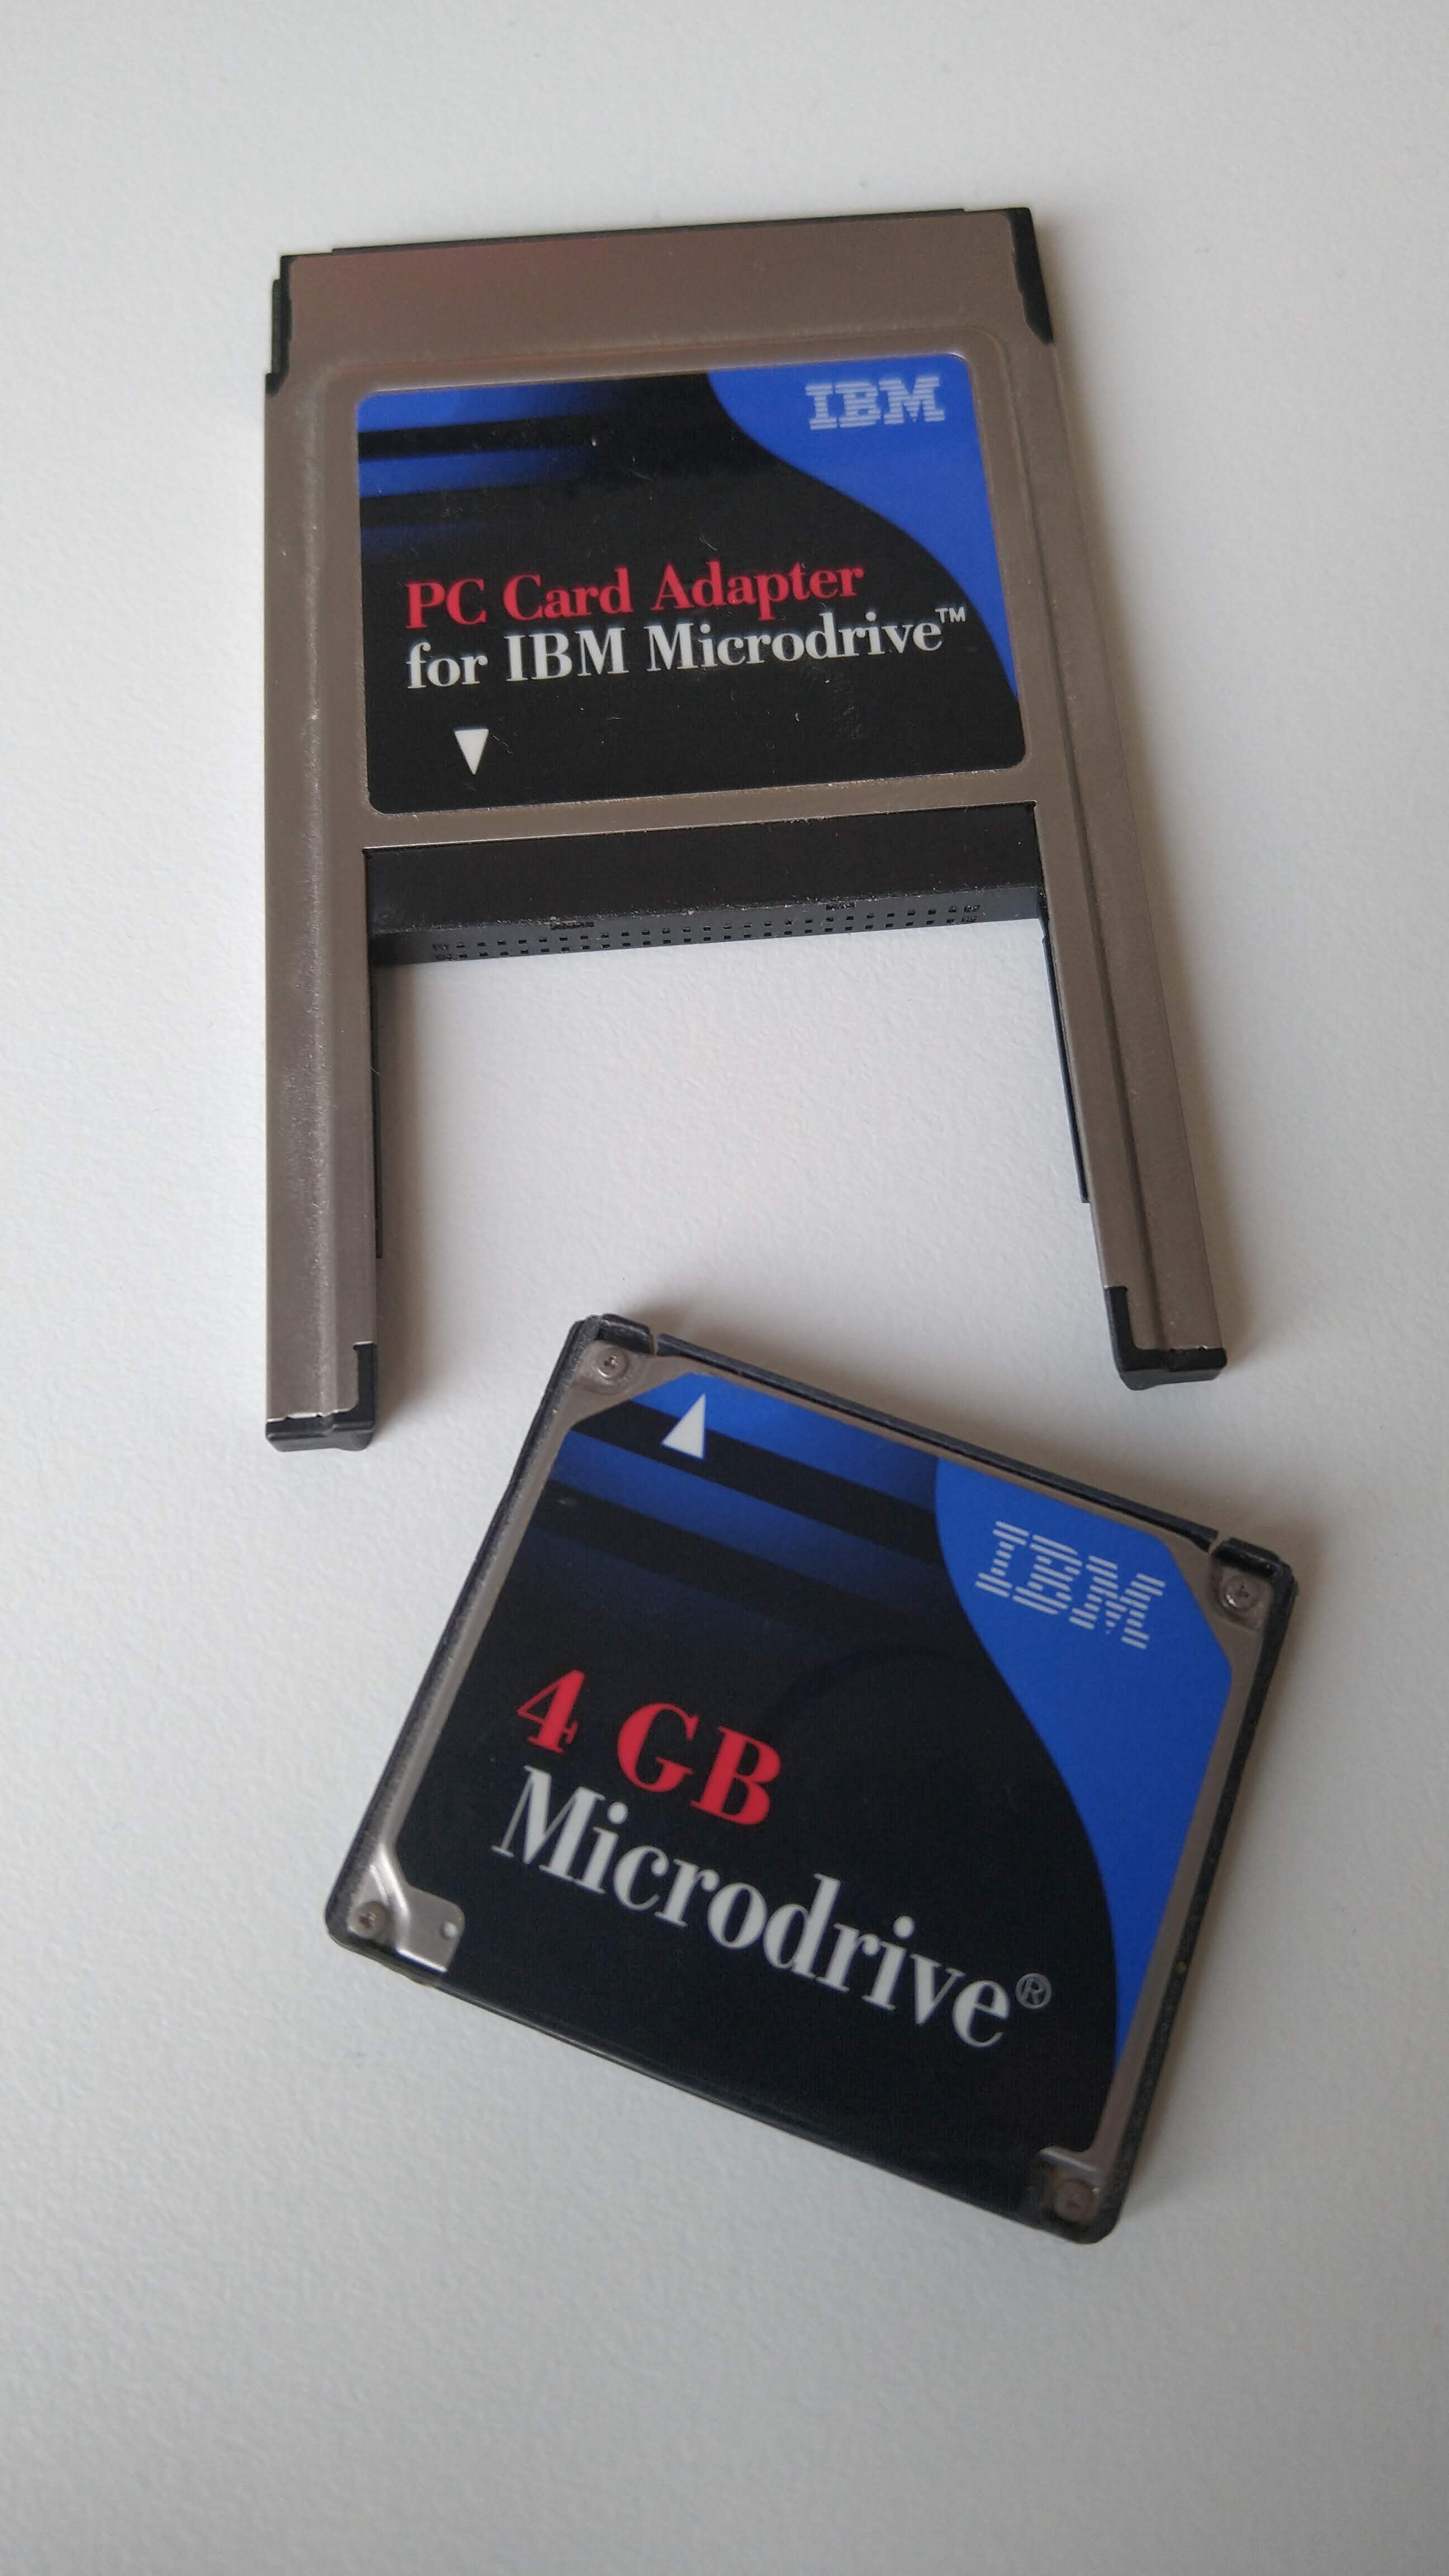 IBM
PC Card Adapter
for IBM Microdrive™
IBM
4 GB
Microdrive®